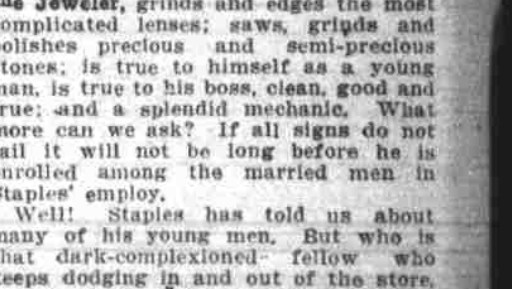 he Jeweler, grinds and edges the most
omplicated lenses; saws, grinds and
olishes precious and semi-precious
tones; is true to himself as a young
nan, is true to his boss, clean, good and
rue; and a splendid mechanic. What
nore can we ask? If all signs do not
ail it will not be long before he is
nrolled among the married men in
Staples' employ.
Well! Staples has told us about
nany of his young men. But who is
hat dark-complexioned fellow who
eeps dodging in and out of the store,